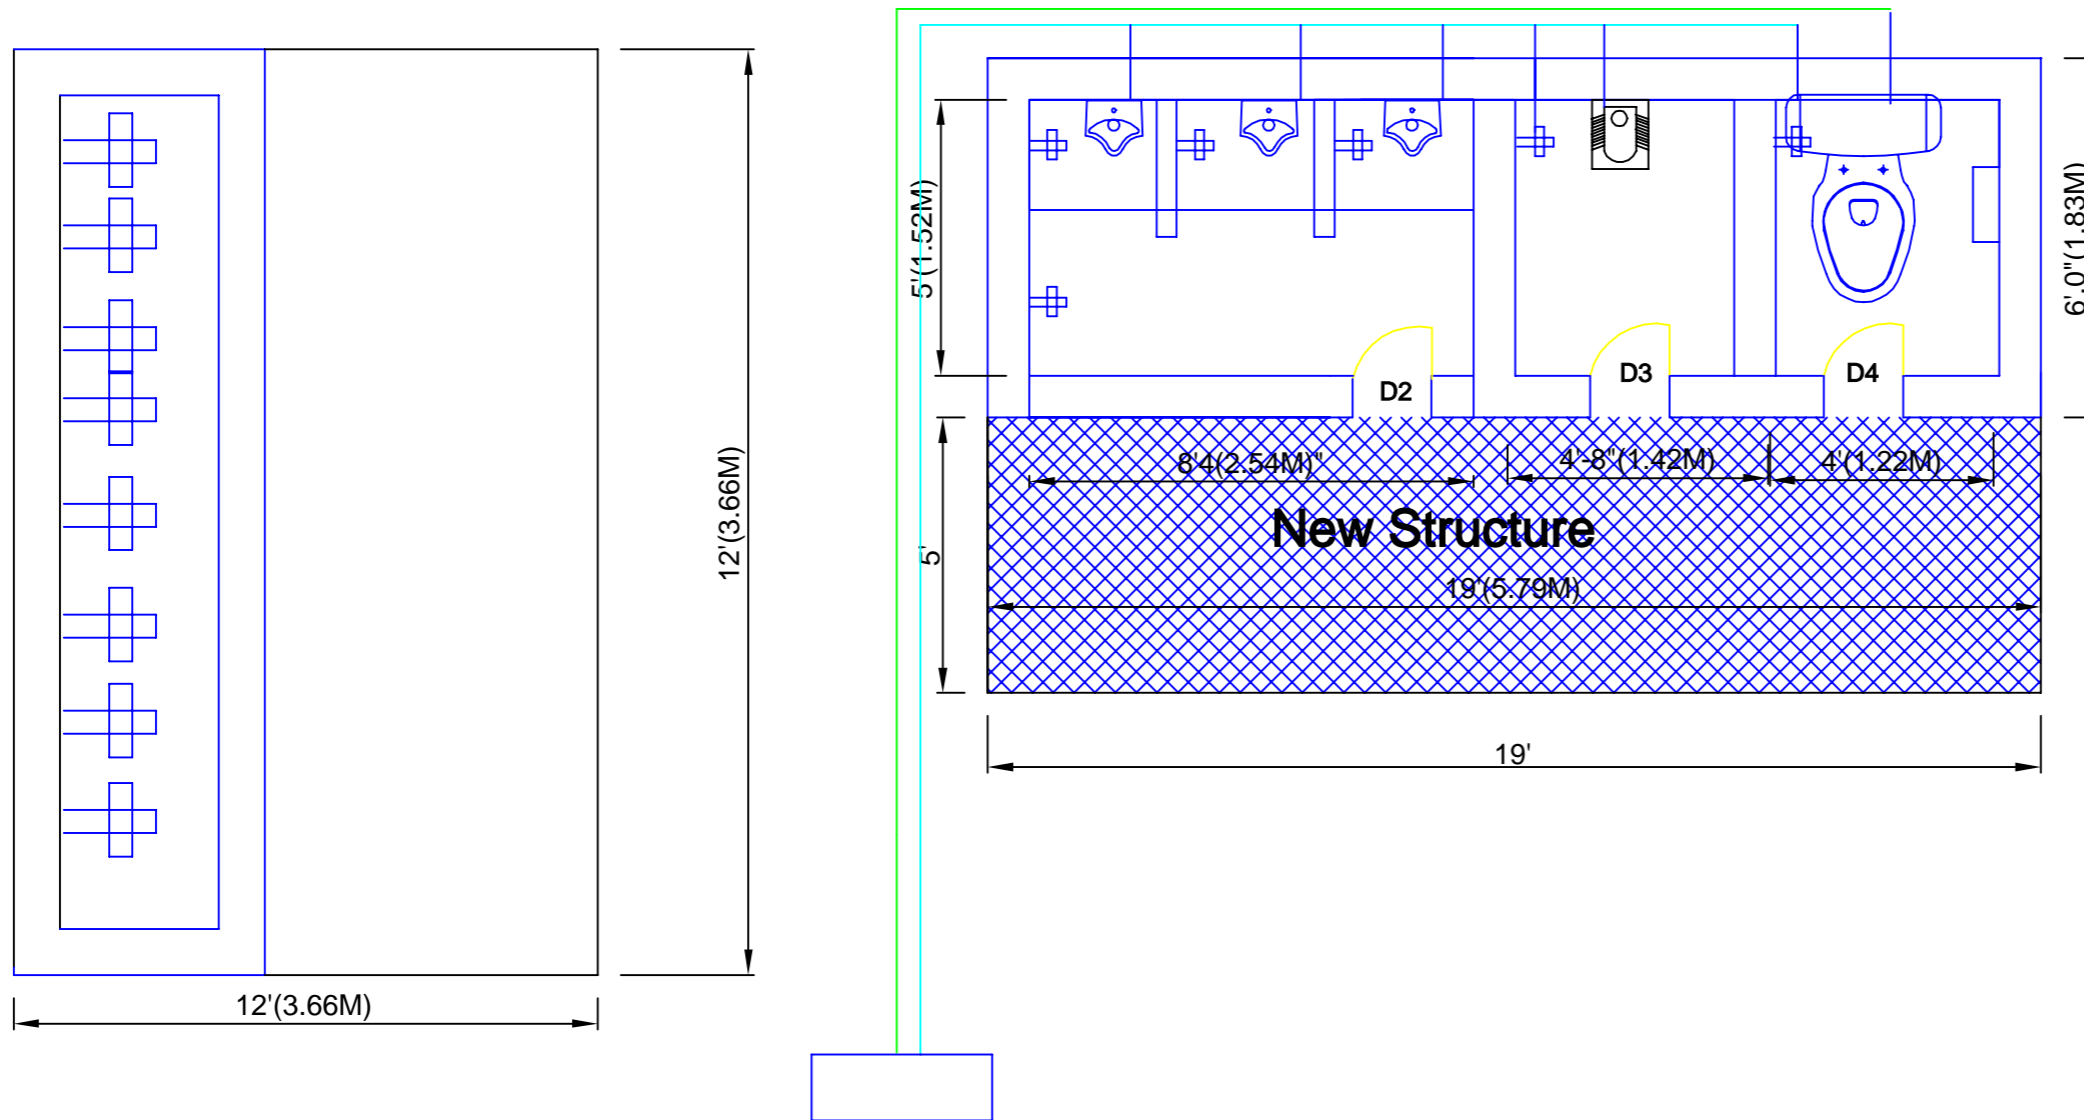 12'(3.66M)
12'(3.66M)
5'(1.52M)
6'.0"(1.83M)
D2
D3
D4
8'4(2.54M)"
4'-8"(1.42M)
4'(1.22M)
New Structure
5'
19'(5.79M)
19'